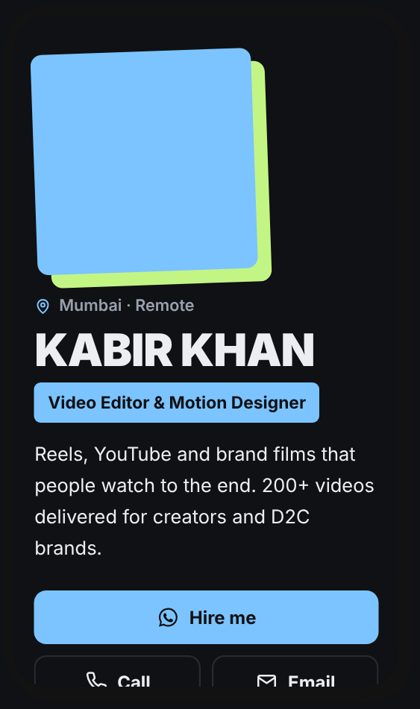 Mumbai · Remote
KABIR KHAN
Video Editor & Motion Designer
Reels, YouTube and brand films that
people watch to the end. 200+ videos
delivered for creators and D2C
brands.
Hire me
Call
Email